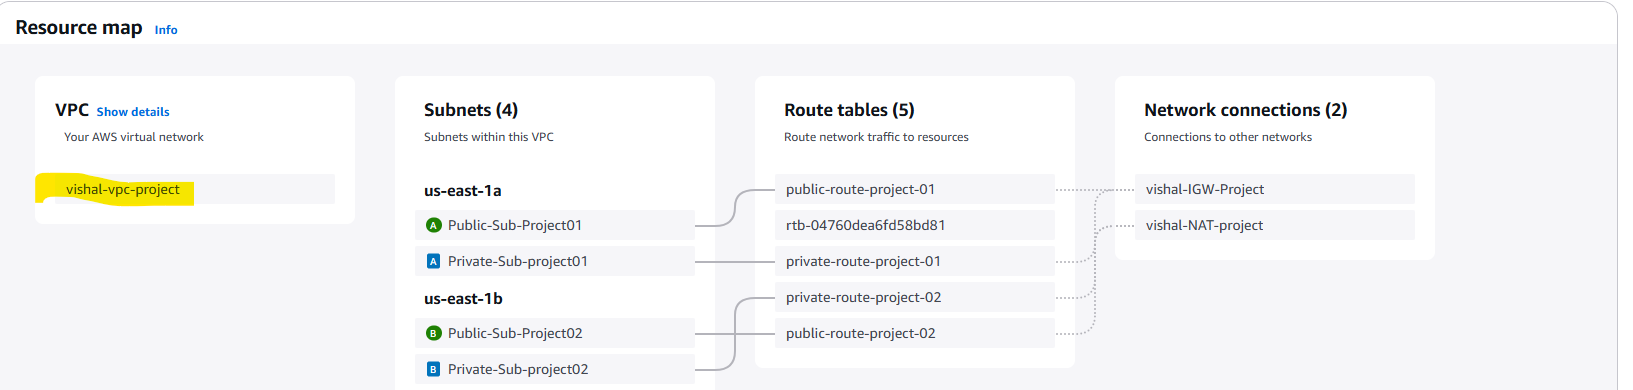 Resource map Info
VPC Show details
Your AWS virtual network
vishal-vpc-project
Subnets (4)
Subnets within this VPC
us-east-1a
A Public-Sub-Project01
A Private-Sub-project01
us-east-1b
B Public-Sub-Project02
B Private-Sub-project02
Route tables (5)
Route network traffic to resources
public-route-project-01
rtb-04760dea6fd58bd81
private-route-project-01
private-route-project-02
public-route-project-02
Network connections (2)
Connections to other networks
vishal-IGW-Project
vishal-NAT-project